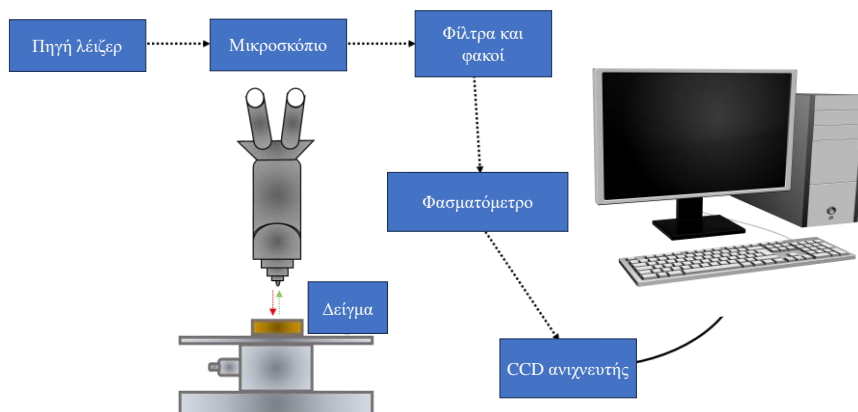 Πηγή λέιζερ
Μικροσκόπιο
Φίλτρα και
φακοί
Φασματόμετρο
Δείγμα
CCD ανιχνευτής